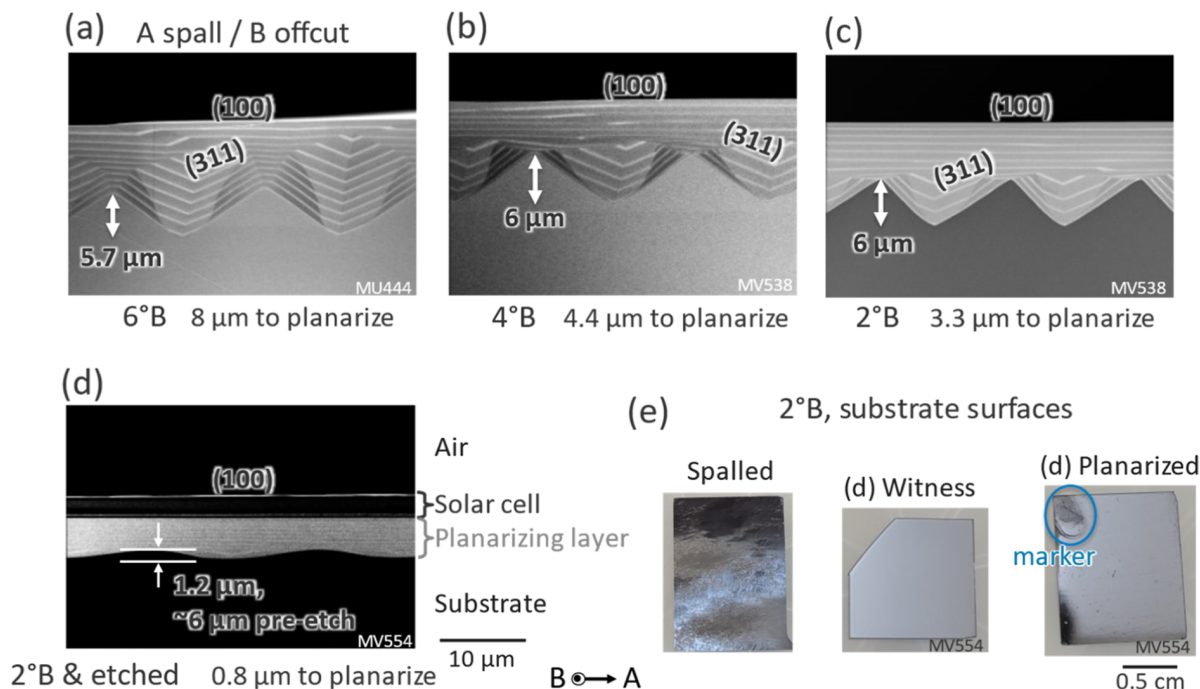 (a) A spall / B offcut
(100)
(311)
5.7 μm
MU444
6°B 8 μm to planarize
(b)
(100)
(311)
6 μm
MV538
4°B 4.4 μm to planarize
(c)
(100)
(311)
6 μm
MV538
2°B 3.3 μm to planarize
(d)
(100)
1.2 μm,
~6 μm pre-etch
MV554
Air
Solar cell
Planarizing layer
Substrate
10 μm
2°B & etched 0.8 μm to planarize
B A
(e) 2°B, substrate surfaces
Spalled
(d) Witness
MV554
(d) Planarized
marker
MV554
0.5 cm